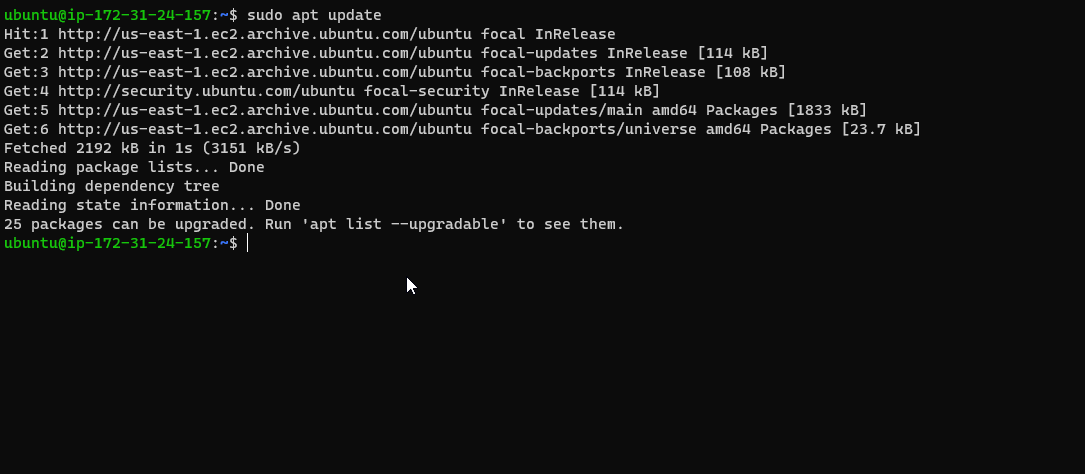 ubuntu@ip-172-31-24-157:~$ sudo apt update
Hit:1 http://us-east-1.ec2.archive.ubuntu.com/ubuntu focal InRelease
Get:2 http://us-east-1.ec2.archive.ubuntu.com/ubuntu focal-updates InRelease [114 kB]
Get:3 http://us-east-1.ec2.archive.ubuntu.com/ubuntu focal-backports InRelease [108 kB]
Get:4 http://security.ubuntu.com/ubuntu focal-security InRelease [114 kB]
Get:5 http://us-east-1.ec2.archive.ubuntu.com/ubuntu focal-updates/main amd64 Packages [1833 kB]
Get:6 http://us-east-1.ec2.archive.ubuntu.com/ubuntu focal-backports/universe amd64 Packages [23.7 kB]
Fetched 2192 kB in 1s (3151 kB/s)
Reading package lists... Done
Building dependency tree
Reading state information... Done
25 packages can be upgraded. Run 'apt list --upgradable' to see them.
ubuntu@ip-172-31-24-157:~$